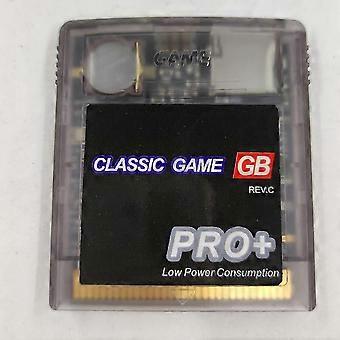 GAME
CLASSIC GAME GB
REV.C
PRO+
Low Power Consumption